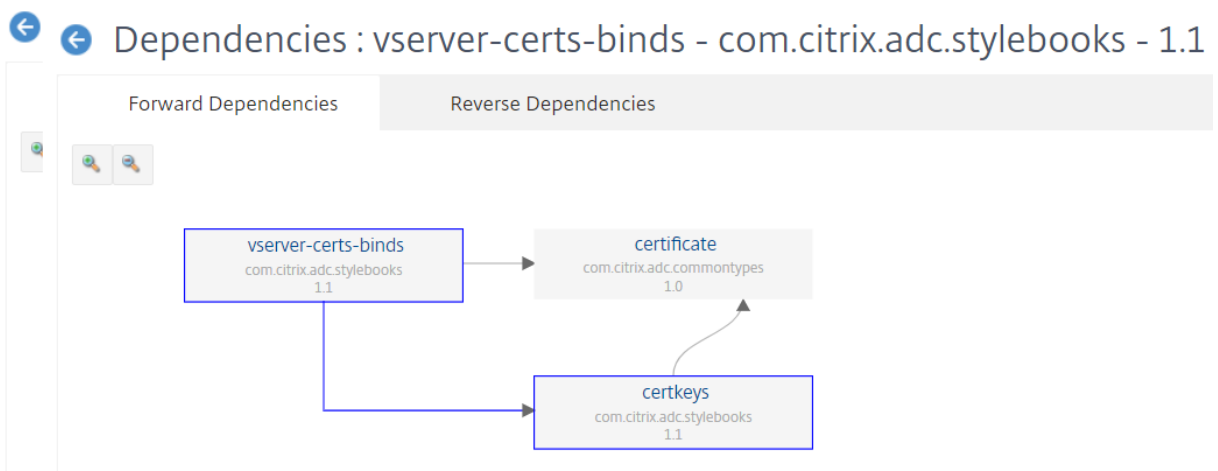 Dependencies : vserver-certs-binds - com.citrix.adc.stylebooks - 1.1
Forward Dependencies
Reverse Dependencies
vserver-certs-binds
com.citrix.adc.stylebooks
1.1
certificate
com.citrix.adc.commontypes
1.0
certkeys
com.citrix.adc.stylebooks
1.1